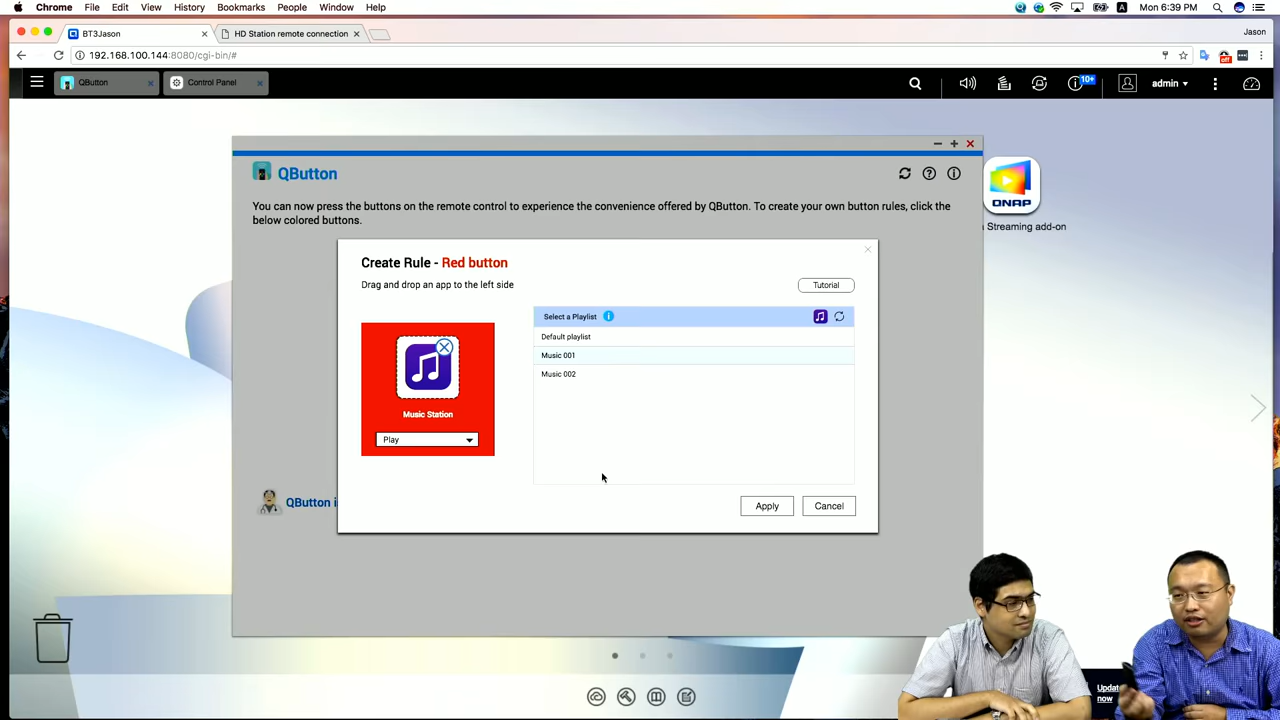 Chrome File Edit View History Bookmarks People Window Help
A Mon 6:39 PM
BT3Jason
HD Station remote connection
Jason
192.168.100.144:8080/cgi-bin/#
off
QButton
Control Panel
10+
admin
QButton
You can now press the buttons on the remote control to experience the convenience offered by QButton. To create your own button rules, click the
below colored buttons.
QNAP
Streaming add-on
Create Rule - Red button
Drag and drop an app to the left side
Tutorial
Select a Playlist
Default playlist
Music 001
Music 002
Music Station
Play
Apply
Cancel
QButton i
Update
now